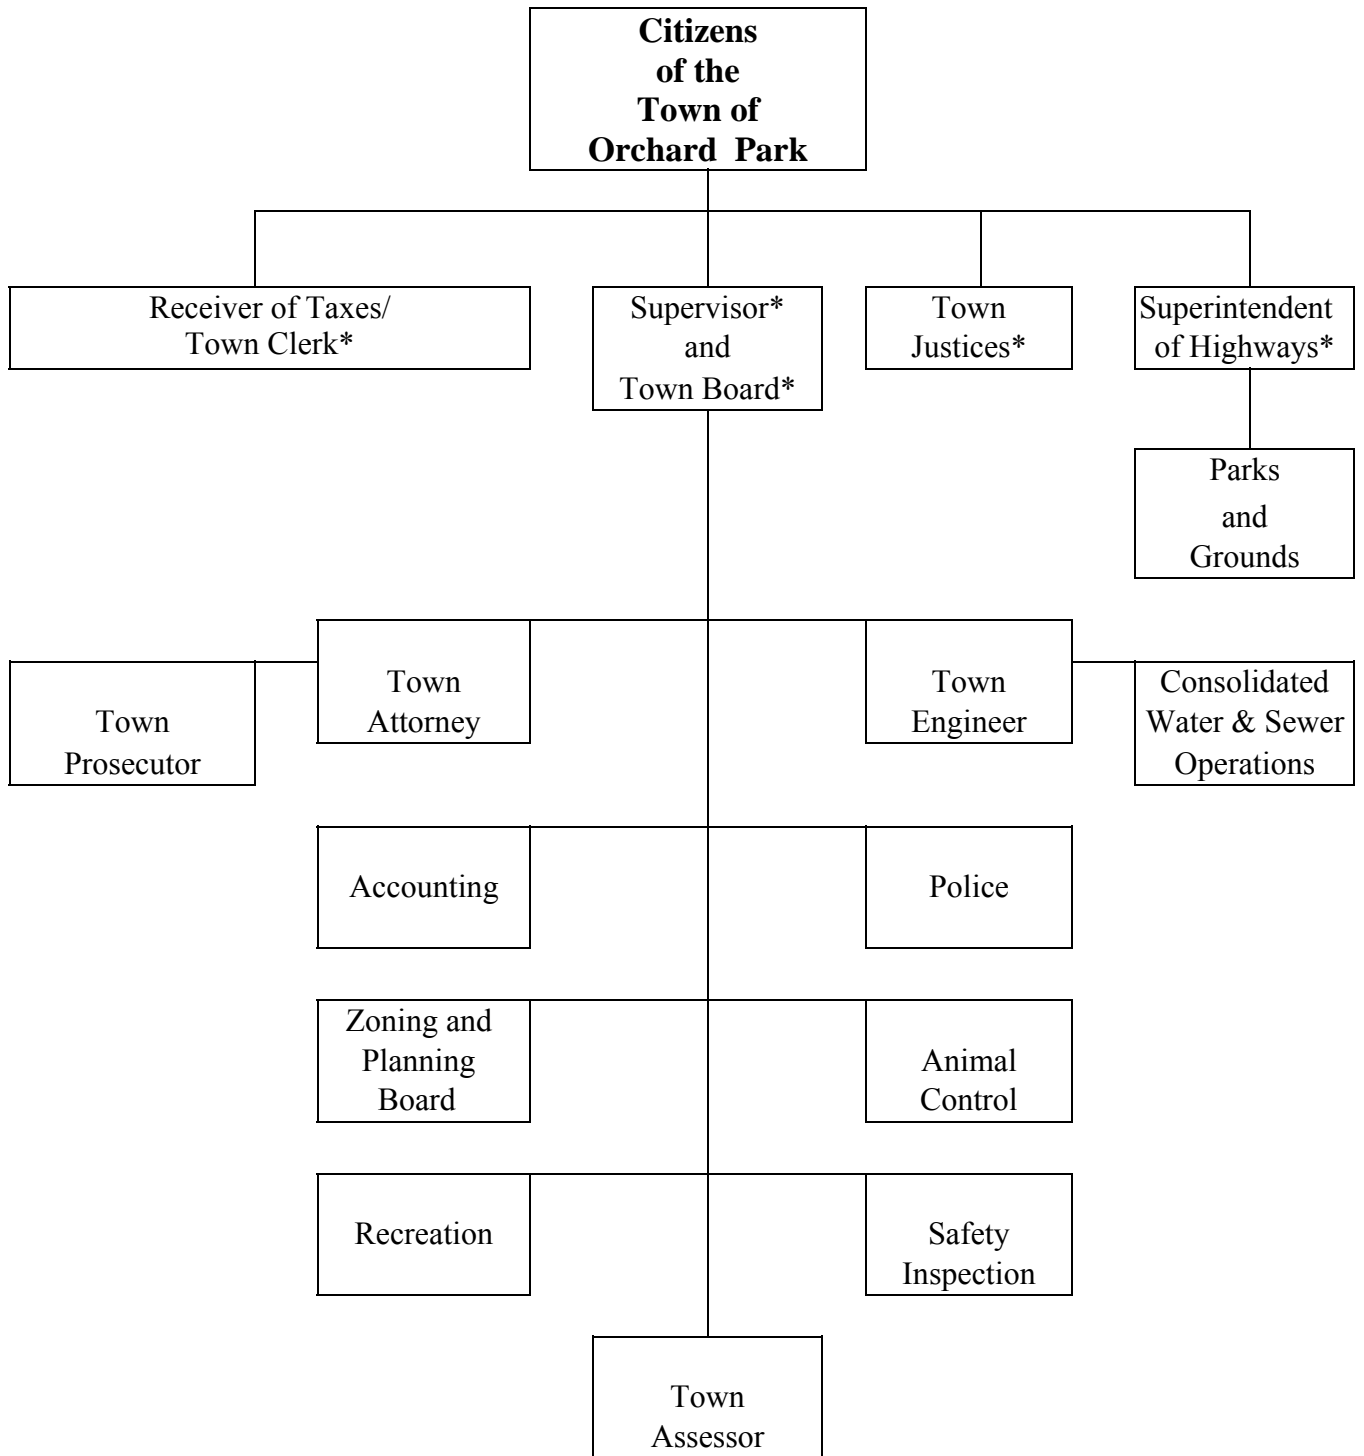 Citizens
of the
Town of
Orchard Park
Receiver of Taxes/
Town Clerk*
Supervisor*
and
Town Board*
Town
Justices*
Superintendent
of Highways*
Parks
and
Grounds
Town
Prosecutor
Town
Attorney
Town
Engineer
Consolidated
Water & Sewer
Operations
Accounting
Police
Zoning and
Planning
Board
Animal
Control
Recreation
Safety
Inspection
Town
Assessor